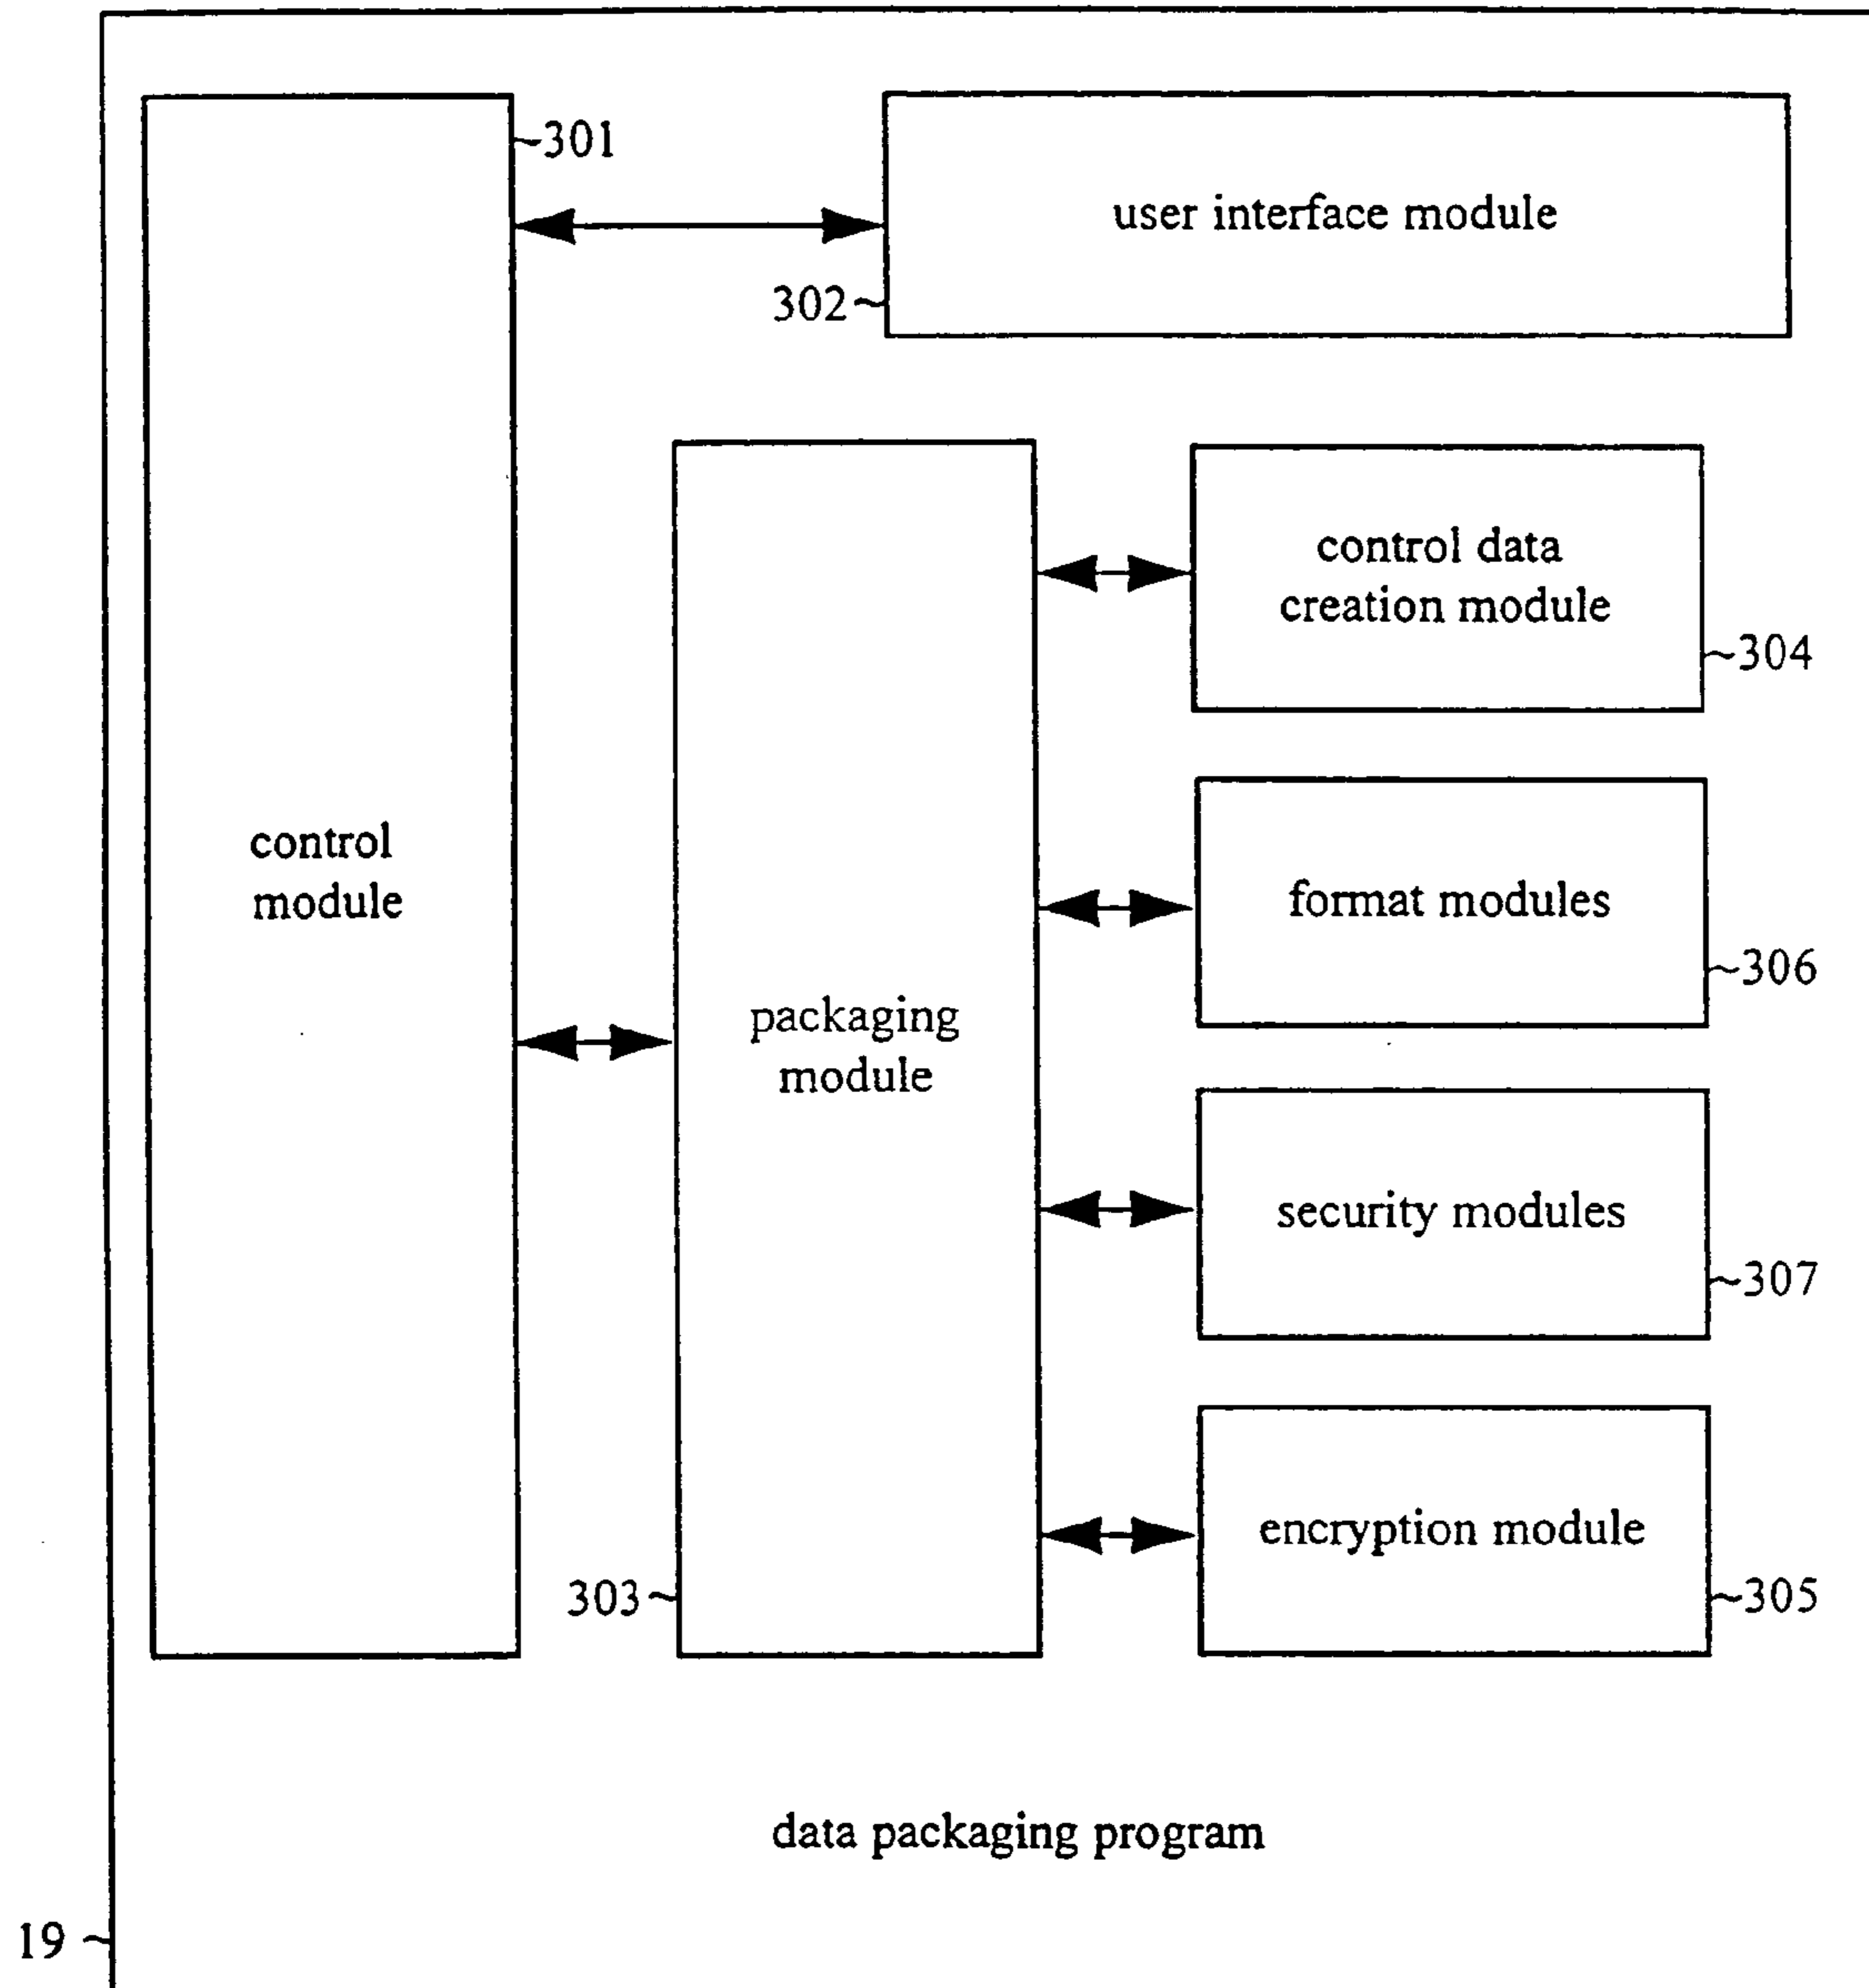 301
user interface module
302
control data
creation module
304
control
module
format modules
306
packaging
module
security modules
307
encryption module
303
305
data packaging program
19